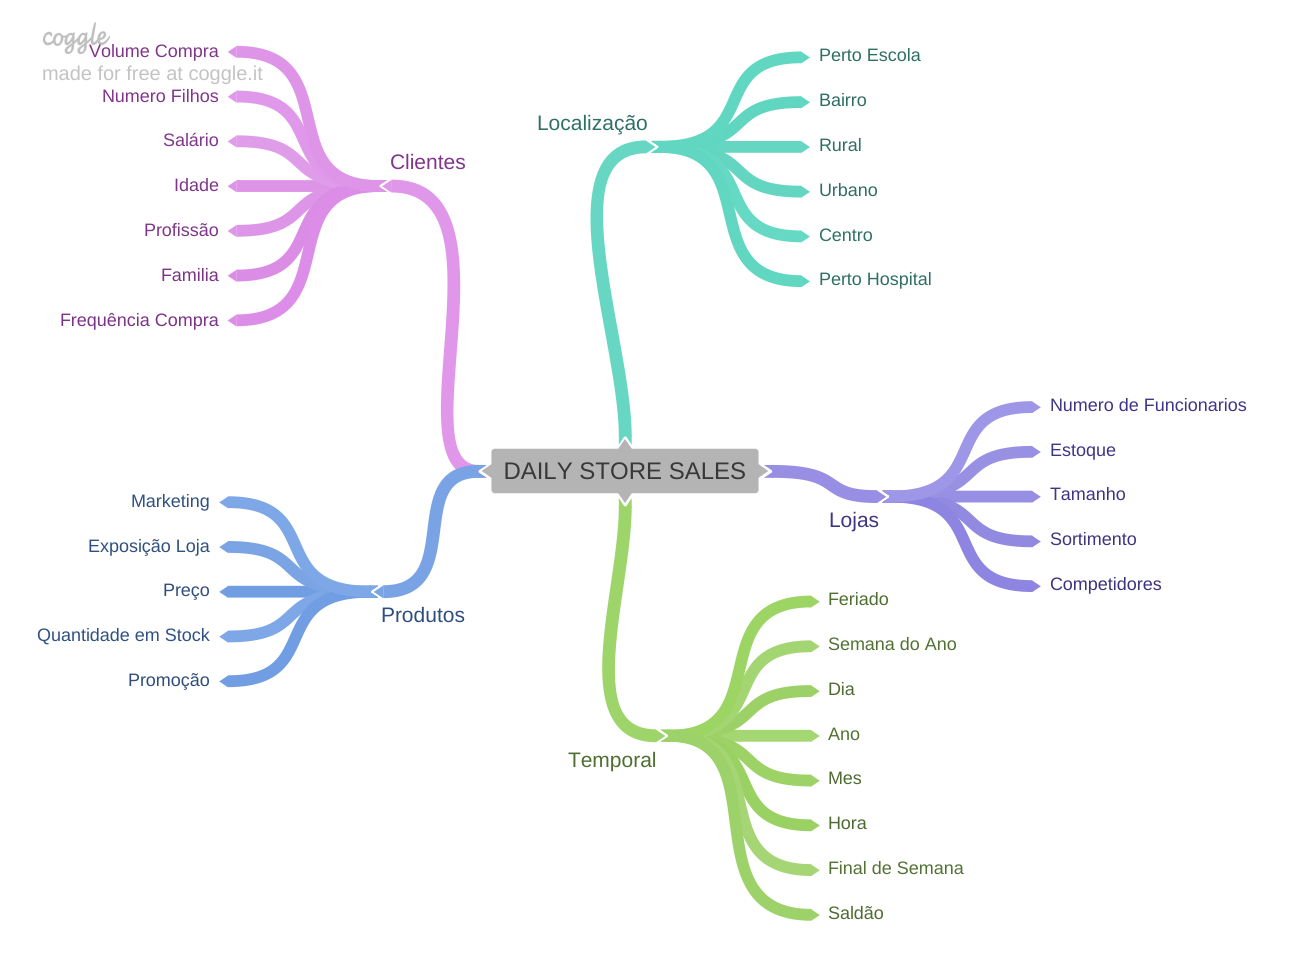 coggle
made for free at coggle.it
Volume Compra
Numero Filhos
Salário
Idade
Profissão
Familia
Frequência Compra
Clientes
Localização
Perto Escola
Bairro
Rural
Urbano
Centro
Perto Hospital
DAILY STORE SALES
Lojas
Numero de Funcionarios
Estoque
Tamanho
Sortimento
Competidores
Marketing
Exposição Loja
Preço
Quantidade em Stock
Promoção
Produtos
Temporal
Feriado
Semana do Ano
Dia
Ano
Mes
Hora
Final de Semana
Saldão